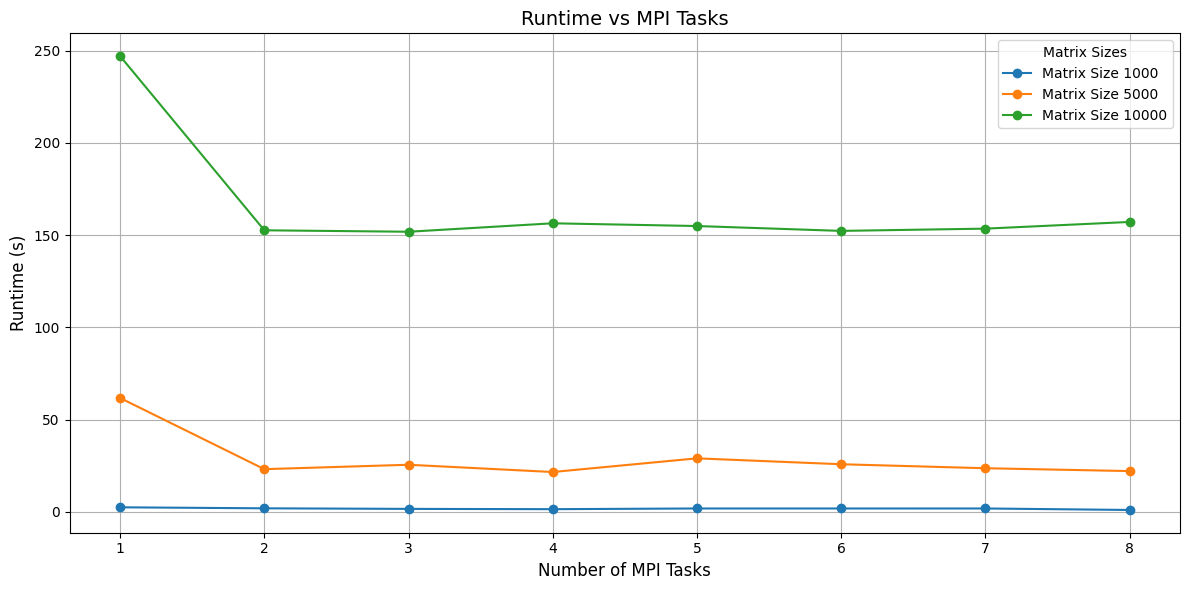 Runtime vs MPI Tasks
Matrix Sizes
Matrix Size 1000
Matrix Size 5000
Matrix Size 10000
Runtime (s)
250
200
150
100
50
0
1 2 3 4 5 6 7 8
Number of MPI Tasks